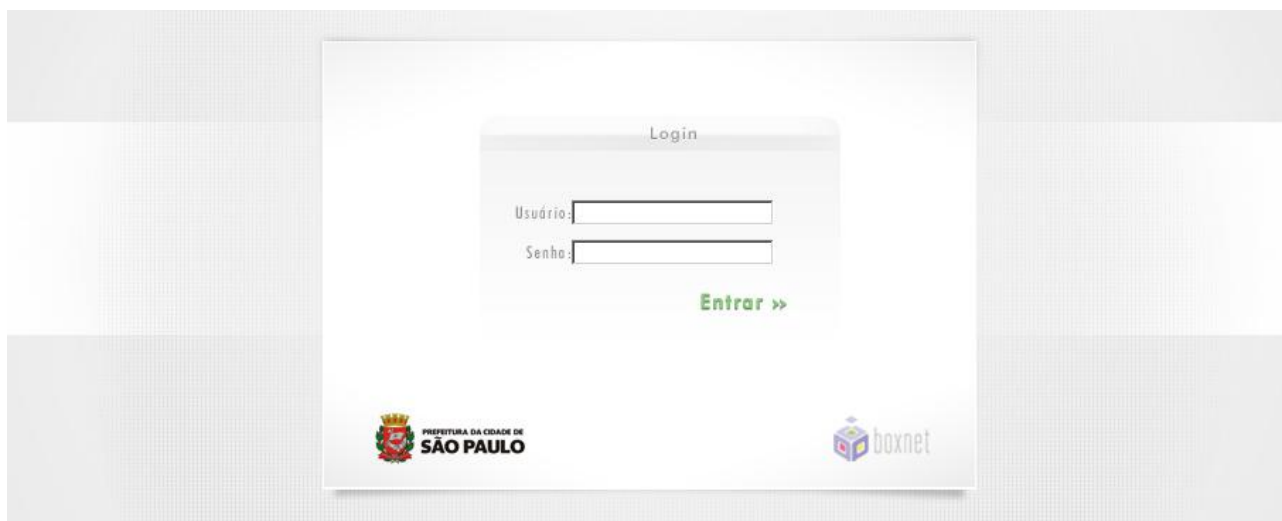 Login
Usuário:
Senha:
Entrar »
PREFEITURA DA CIDADE DE
SÃO PAULO
boxnet